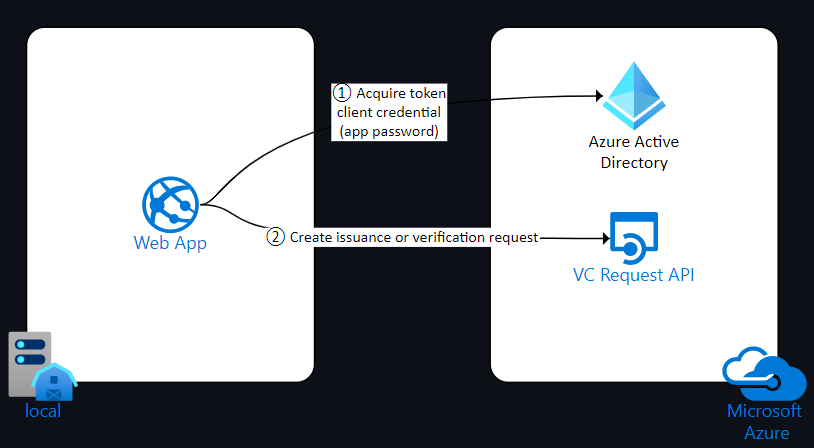 ① Acquire token
client credential
(app password)
Azure Active
Directory
Web App
② Create issuance or verification request
VC Request API
local
Microsoft
Azure